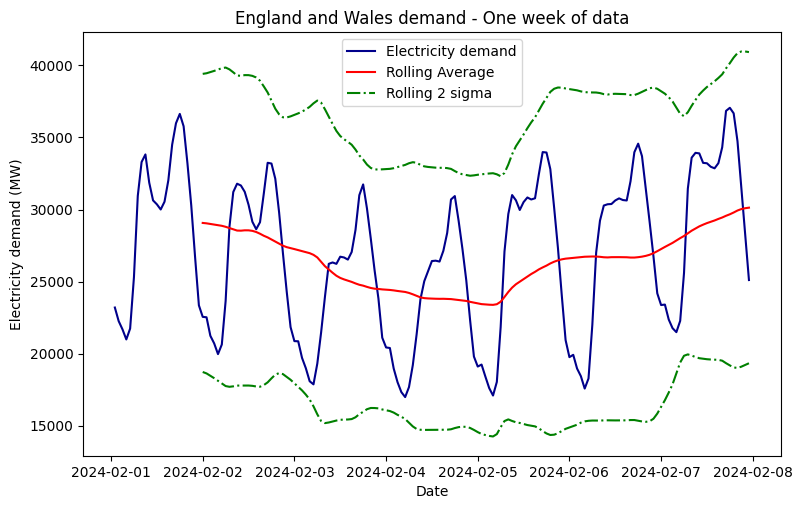 England and Wales demand - One week of data
Electricity demand
Rolling Average
Rolling 2 sigma
Electricity demand (MW)
40000
35000
30000
25000
20000
15000
2024-02-01 2024-02-02 2024-02-03 2024-02-04 2024-02-05 2024-02-06 2024-02-07 2024-02-08
Date